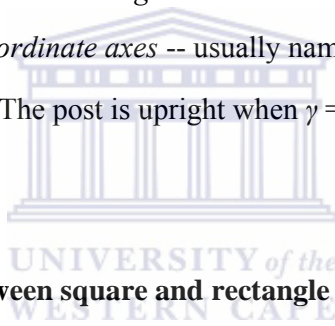 ordinate axes -- usually nam
The post is upright when γ =
UNIVERSITY of the
ween square and rectangle
WESTERN CAPE